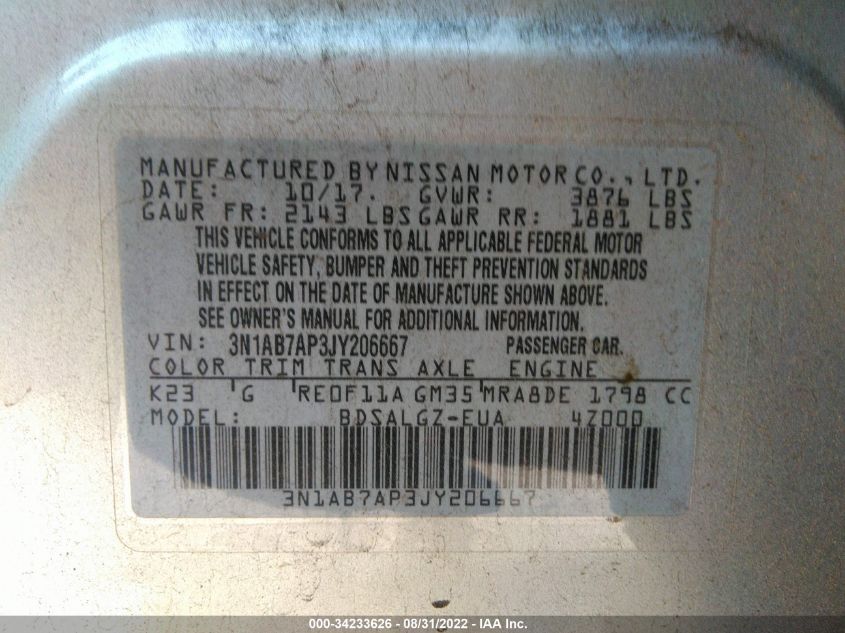 MANUFACTURED BY NISSAN MOTOR CO., LTD.
DATE: 10/17. GVWR: 3876 LBS
GAWR FR: 2143 LBS GAWR RR: 1881 LBS
THIS VEHICLE CONFORMS TO ALL APPLICABLE FEDERAL MOTOR
VEHICLE SAFETY, BUMPER AND THEFT PREVENTION STANDARDS
IN EFFECT ON THE DATE OF MANUFACTURE SHOWN ABOVE.
SEE OWNER'S MANUAL FOR ADDITIONAL INFORMATION.
VIN: 3N1AB7AP3JY206667 PASSENGER CAR.
COLOR TRIM TRANS AXLE ENGINE
K23 G RE0F11A GM35 MRA8DE 1798 CC
MODEL: BDSALGZ-EUA 4Z000
3N1AB7AP3JY206667
000-34233626 - 08/31/2022 - IAA Inc.